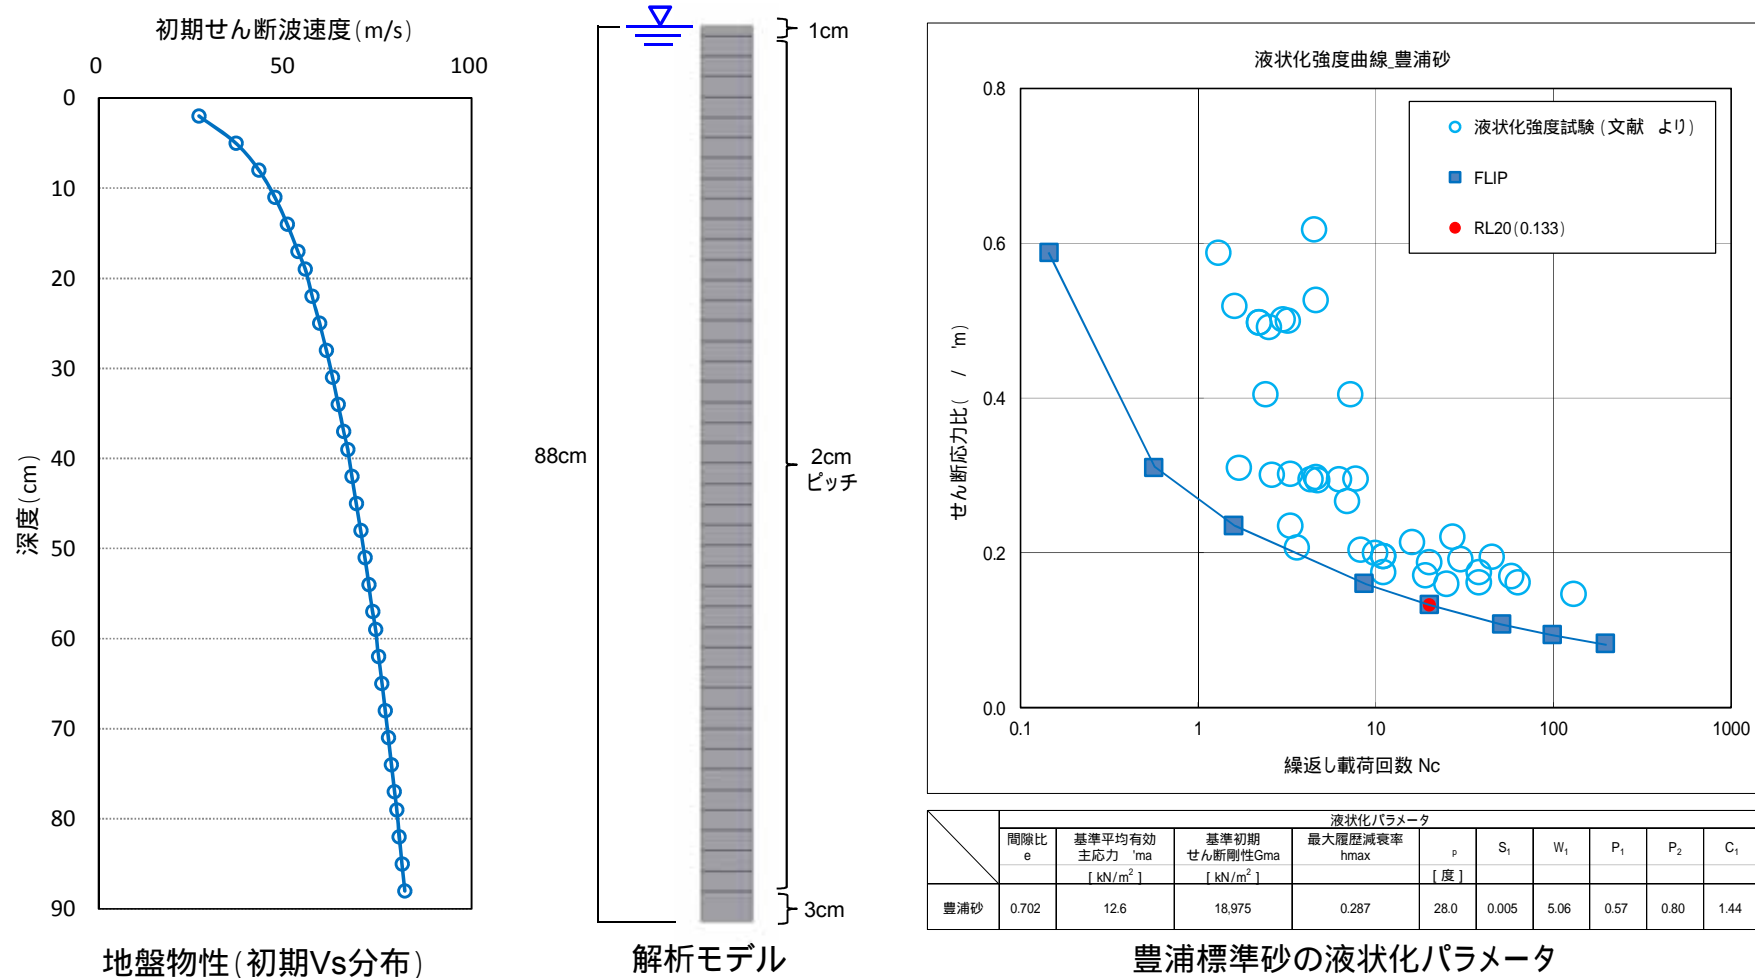 初期せん断波速度(m/s)
0 50 100
0
10
20
30
40
50
60
70
80
90
深度(cm)
地盤物性(初期Vs分布)
1cm
88cm
2cm
ピッチ
3cm
解析モデル
液状化強度曲線_豊浦砂
液状化強度試験(文献 より)
FLIP
RL20(0.133)
0.8
0.6
0.4
0.2
0.0
せん断応力比( / 'm)
0.1 1 10 100 1000
繰返し載荷回数 Nc
液状化パラメータ
間隙比 基準平均有効 基準初期 最大履歴減衰率 p S1 W1 P1 P2 C1
e 主応力 'ma せん断剛性Gma hmax
[ kN/m2 ] [ kN/m2 ] [ 度 ]
豊浦砂 0.702 12.6 18,975 0.287 28.0 0.005 5.06 0.57 0.80 1.44
豊浦標準砂の液状化パラメータ